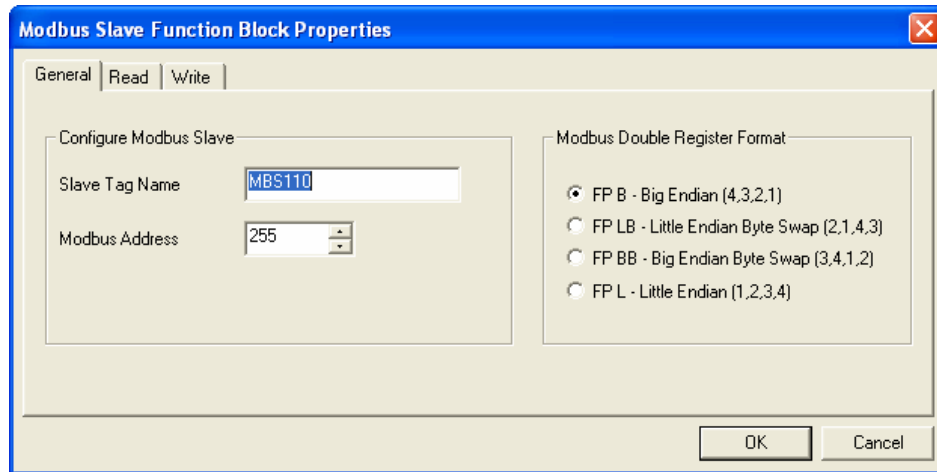 Modbus Slave Function Block Properties
General Read Write
Configure Modbus Slave
Slave Tag Name MBS110
Modbus Address 255
Modbus Double Register Format
FP B - Big Endian (4,3,2,1)
FP LB - Little Endian Byte Swap (2,1,4,3)
FP BB - Big Endian Byte Swap (3,4,1,2)
FP L - Little Endian (1,2,3,4)
OK Cancel